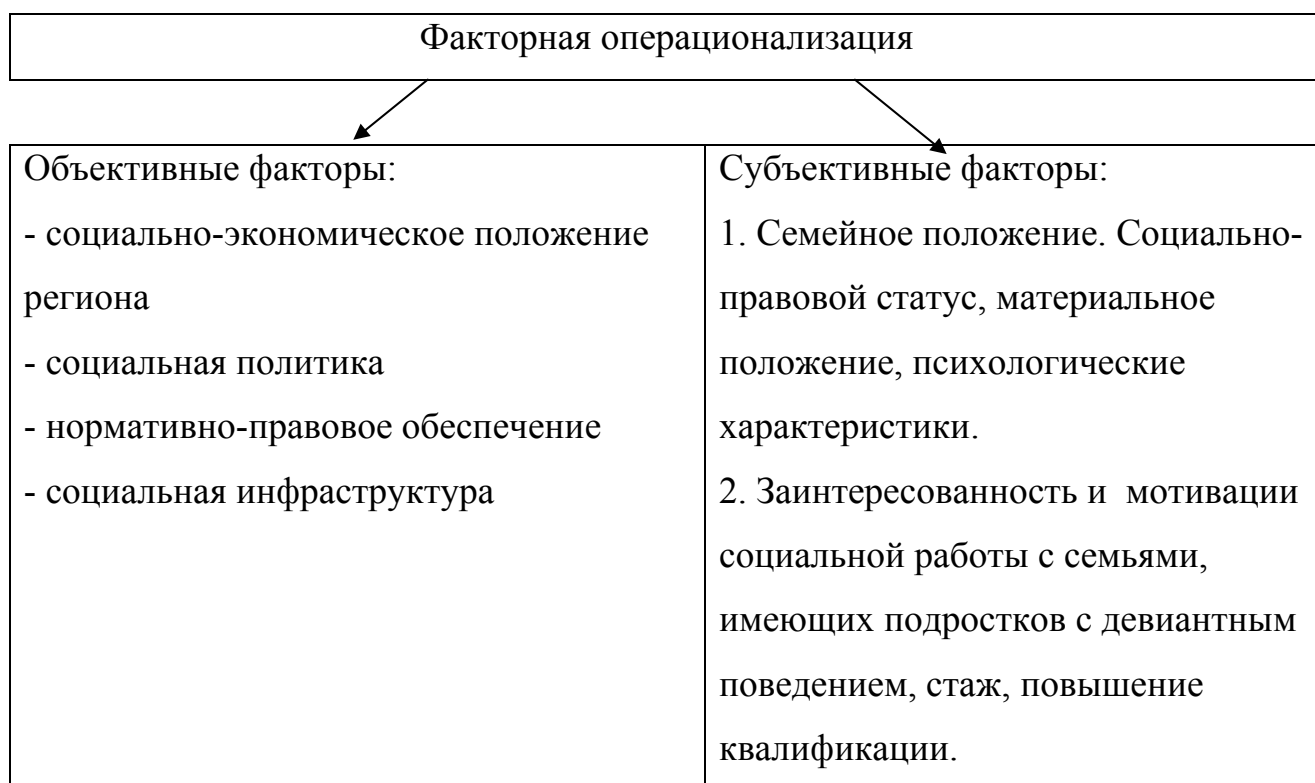 Факторная операционализация
Объективные факторы:
- социально-экономическое положение
региона
- социальная политика
- нормативно-правовое обеспечение
- социальная инфраструктура
Субъективные факторы:
1. Семейное положение. Социально-
правовой статус, материальное
положение, психологические
характеристики.
2. Заинтересованность и  мотивации
социальной работы с семьями,
имеющих подростков с девиантным
поведением, стаж, повышение
квалификации.